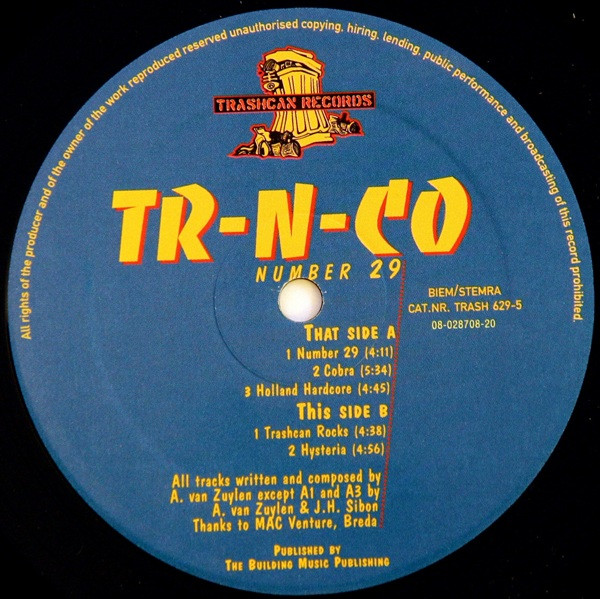 All rights of the producer and of the owner of the work reproduced reserved unauthorised copying, hiring, lending, public performance and broadcasting of this record prohibited.
TRASHCAN RECORDS
TR-N-CO
NUMBER 29
BIEM/STEMRA
CAT.NR. TRASH 629-5
08-028708-20
THAT SIDE A
1 Number 29 (4:11)
2 Cobra (5:34)
3 Holland Hardcore (4:45)
This SIDE B
1 Trashcan Rocks (4:38)
2 Hysteria (4:56)
All tracks written and composed by
A. van Zuylen except A1 and A3 by
A. van Zuylen & J.H. Sibon
Thanks to MAC Venture, Breda
PUBLISHED BY
THE BUILDING MUSIC PUBLISHING